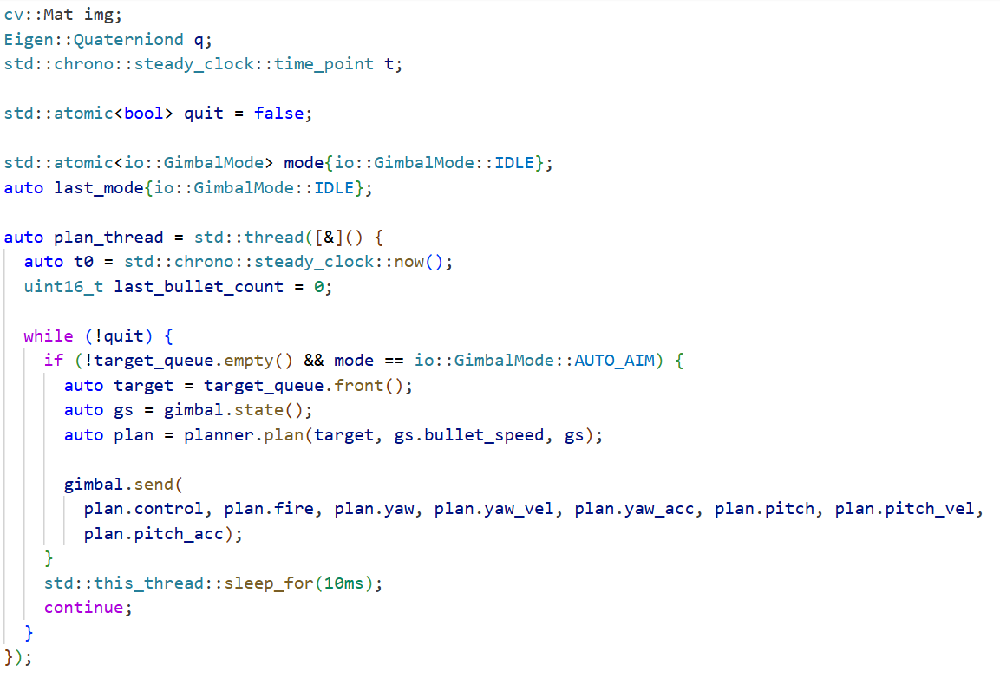 cv::Mat img;
Eigen::Quaterniond q;
std::chrono::steady_clock::time_point t;

std::atomic<bool> quit = false;

std::atomic<io::GimbalMode> mode{io::GimbalMode::IDLE};
auto last_mode{io::GimbalMode::IDLE};

auto plan_thread = std::thread([&]() {
  auto t0 = std::chrono::steady_clock::now();
  uint16_t last_bullet_count = 0;

  while (!quit) {
    if (!target_queue.empty() && mode == io::GimbalMode::AUTO_AIM) {
      auto target = target_queue.front();
      auto gs = gimbal.state();
      auto plan = planner.plan(target, gs.bullet_speed, gs);

      gimbal.send(
        plan.control, plan.fire, plan.yaw, plan.yaw_vel, plan.yaw_acc, plan.pitch, plan.pitch_vel,
        plan.pitch_acc);
    }
    std::this_thread::sleep_for(10ms);
    continue;
  }
});